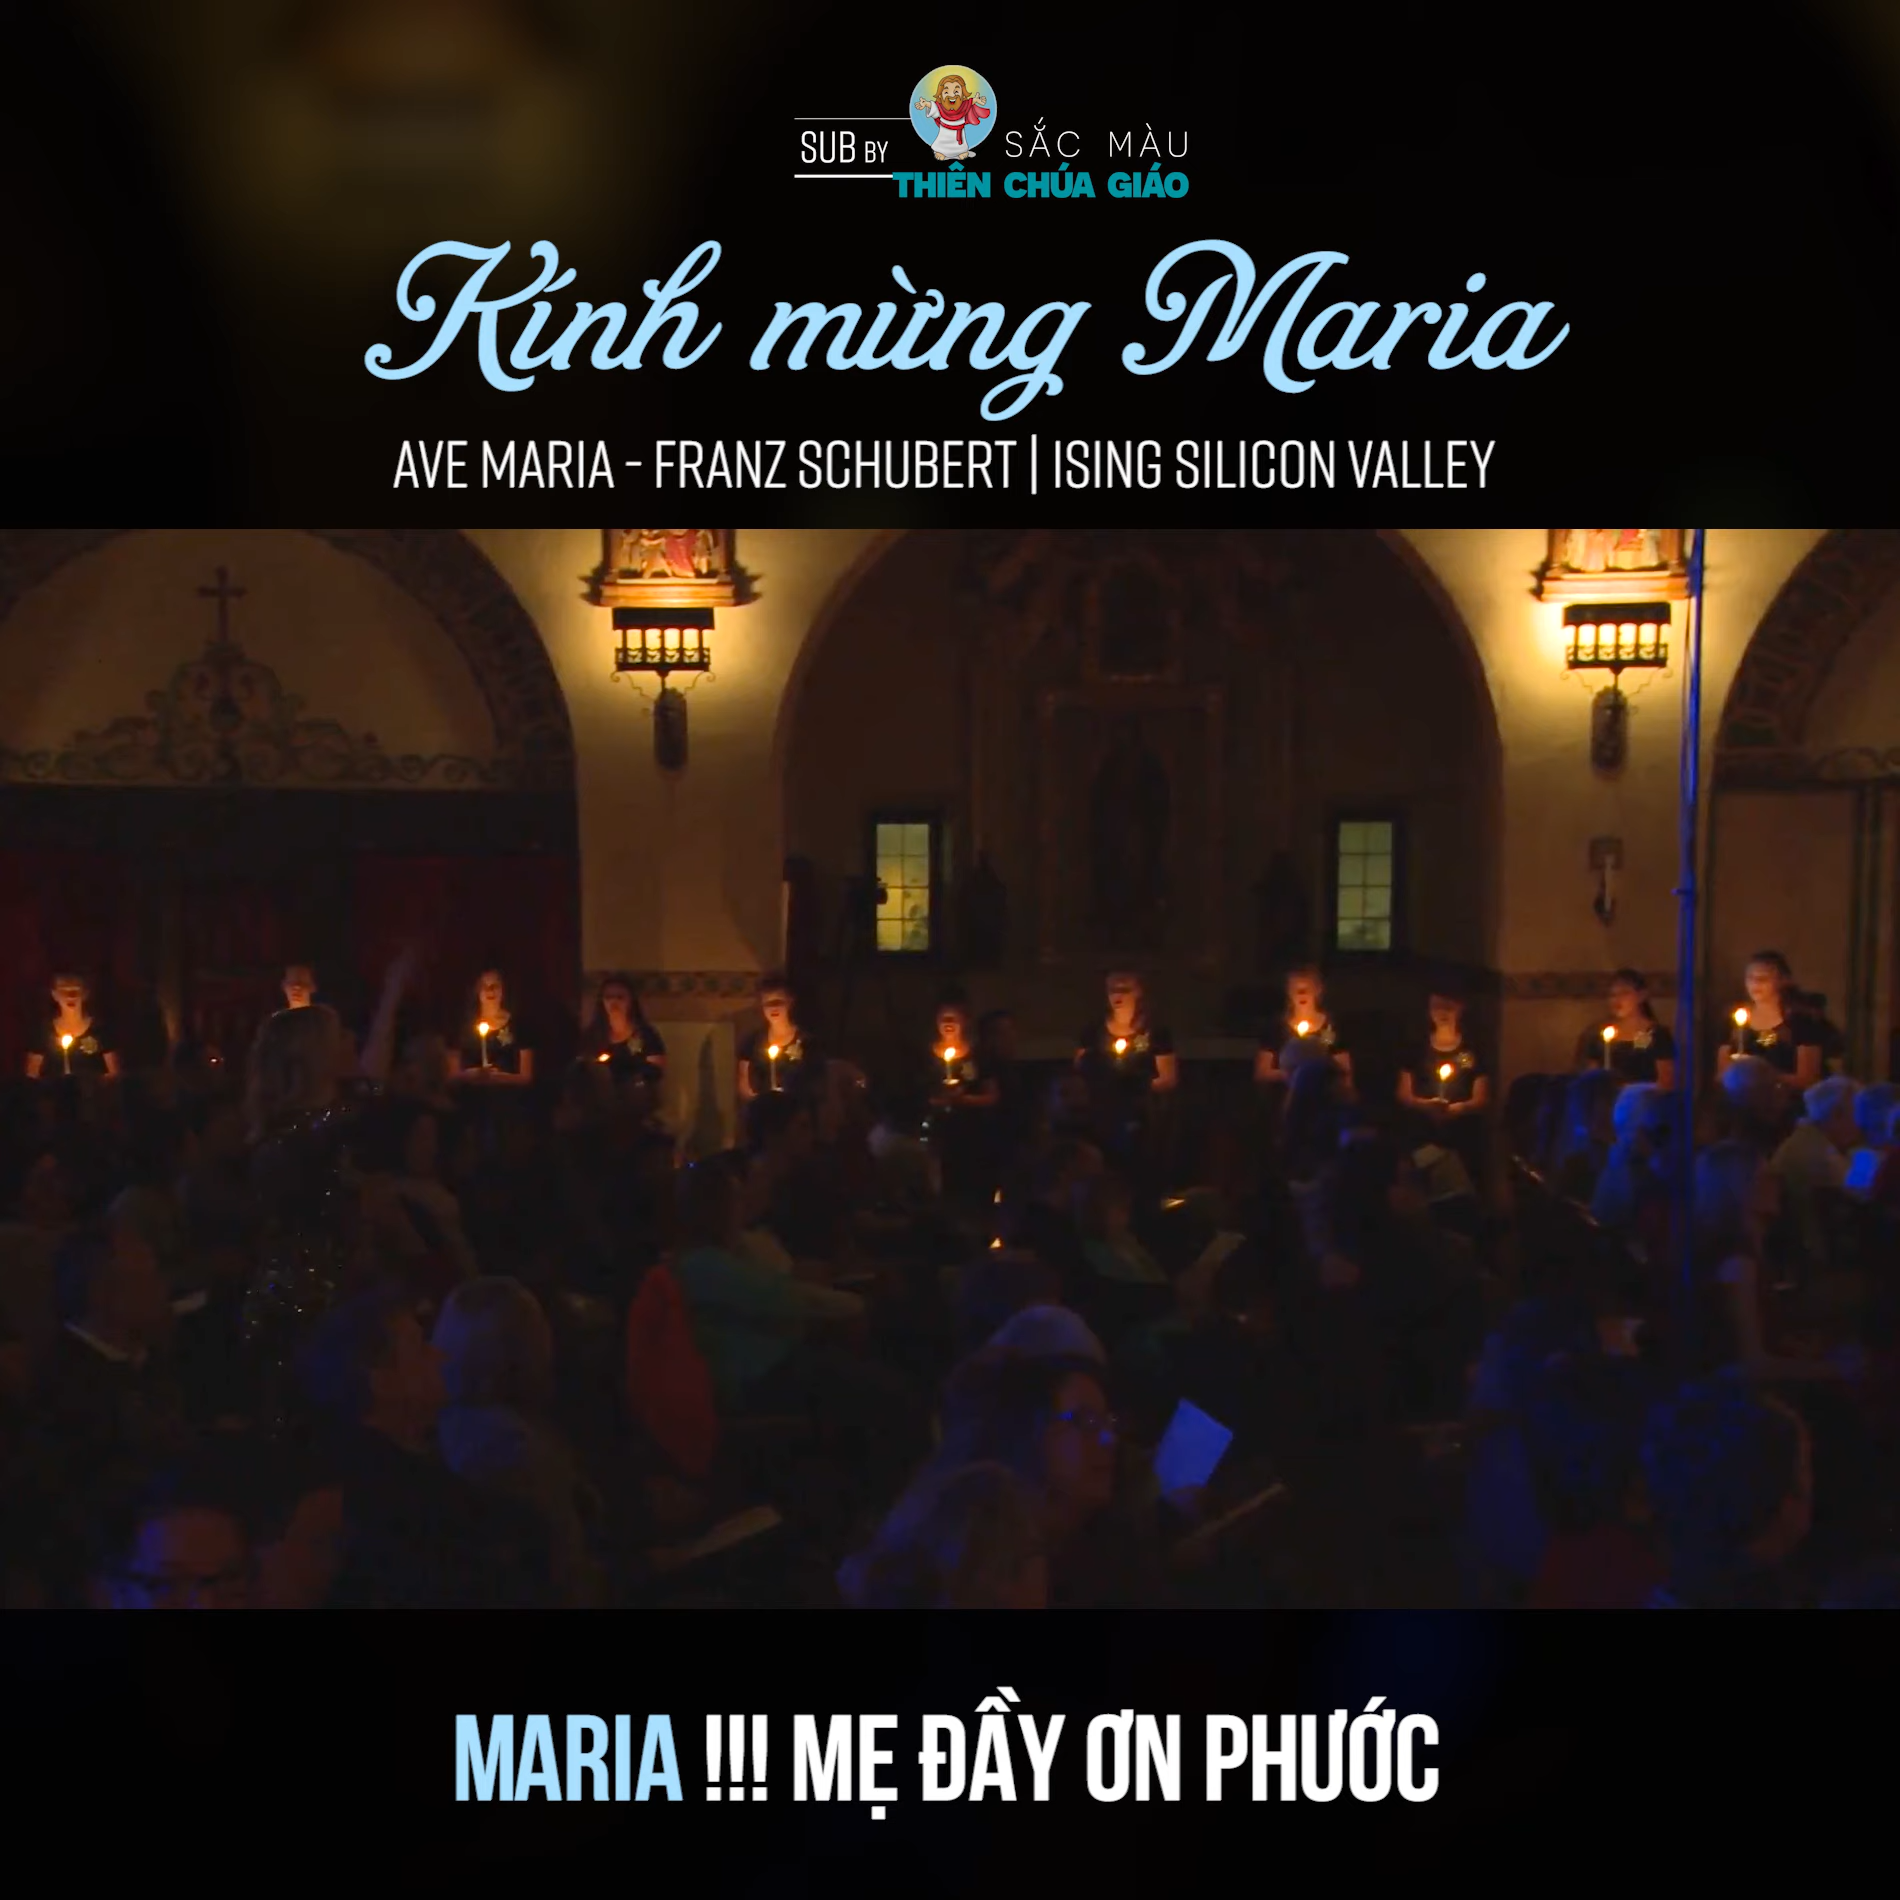 SUB BY
SẮC MÀU
THIÊN CHÚA GIÁO
Kính mừng Maria
AVE MARIA - FRANZ SCHUBERT | ISING SILICON VALLEY
MARIA !!! MẸ ĐẦY ƠN PHƯỚC